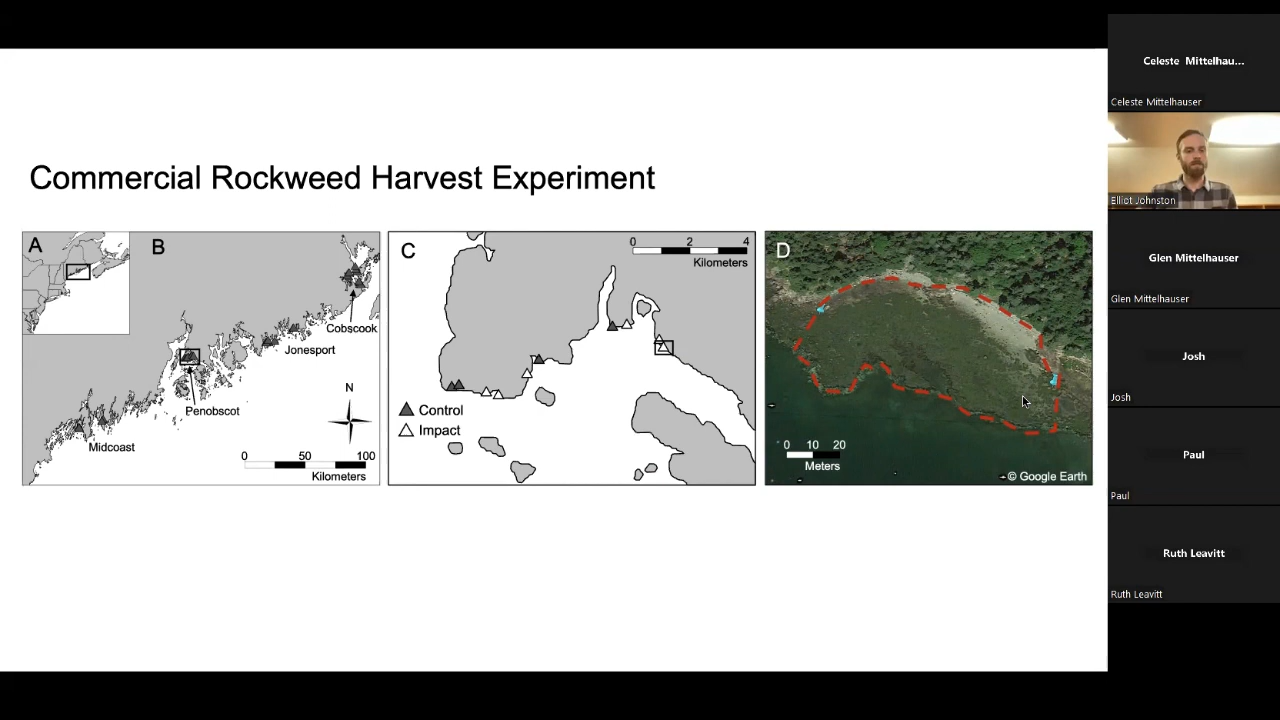 Commercial Rockweed Harvest Experiment
A
B
Cobscook
Jonesport
Penobscot
Midcoast
N
0 50 100
Kilometers
C
0 2 4
Kilometers
Control
Impact
D
0 10 20
Meters
© Google Earth
Celeste Mittelhau...
Celeste Mittelhauser
Elliot Johnston
Glen Mittelhauser
Glen Mittelhauser
Josh
Josh
Paul
Paul
Ruth Leavitt
Ruth Leavitt